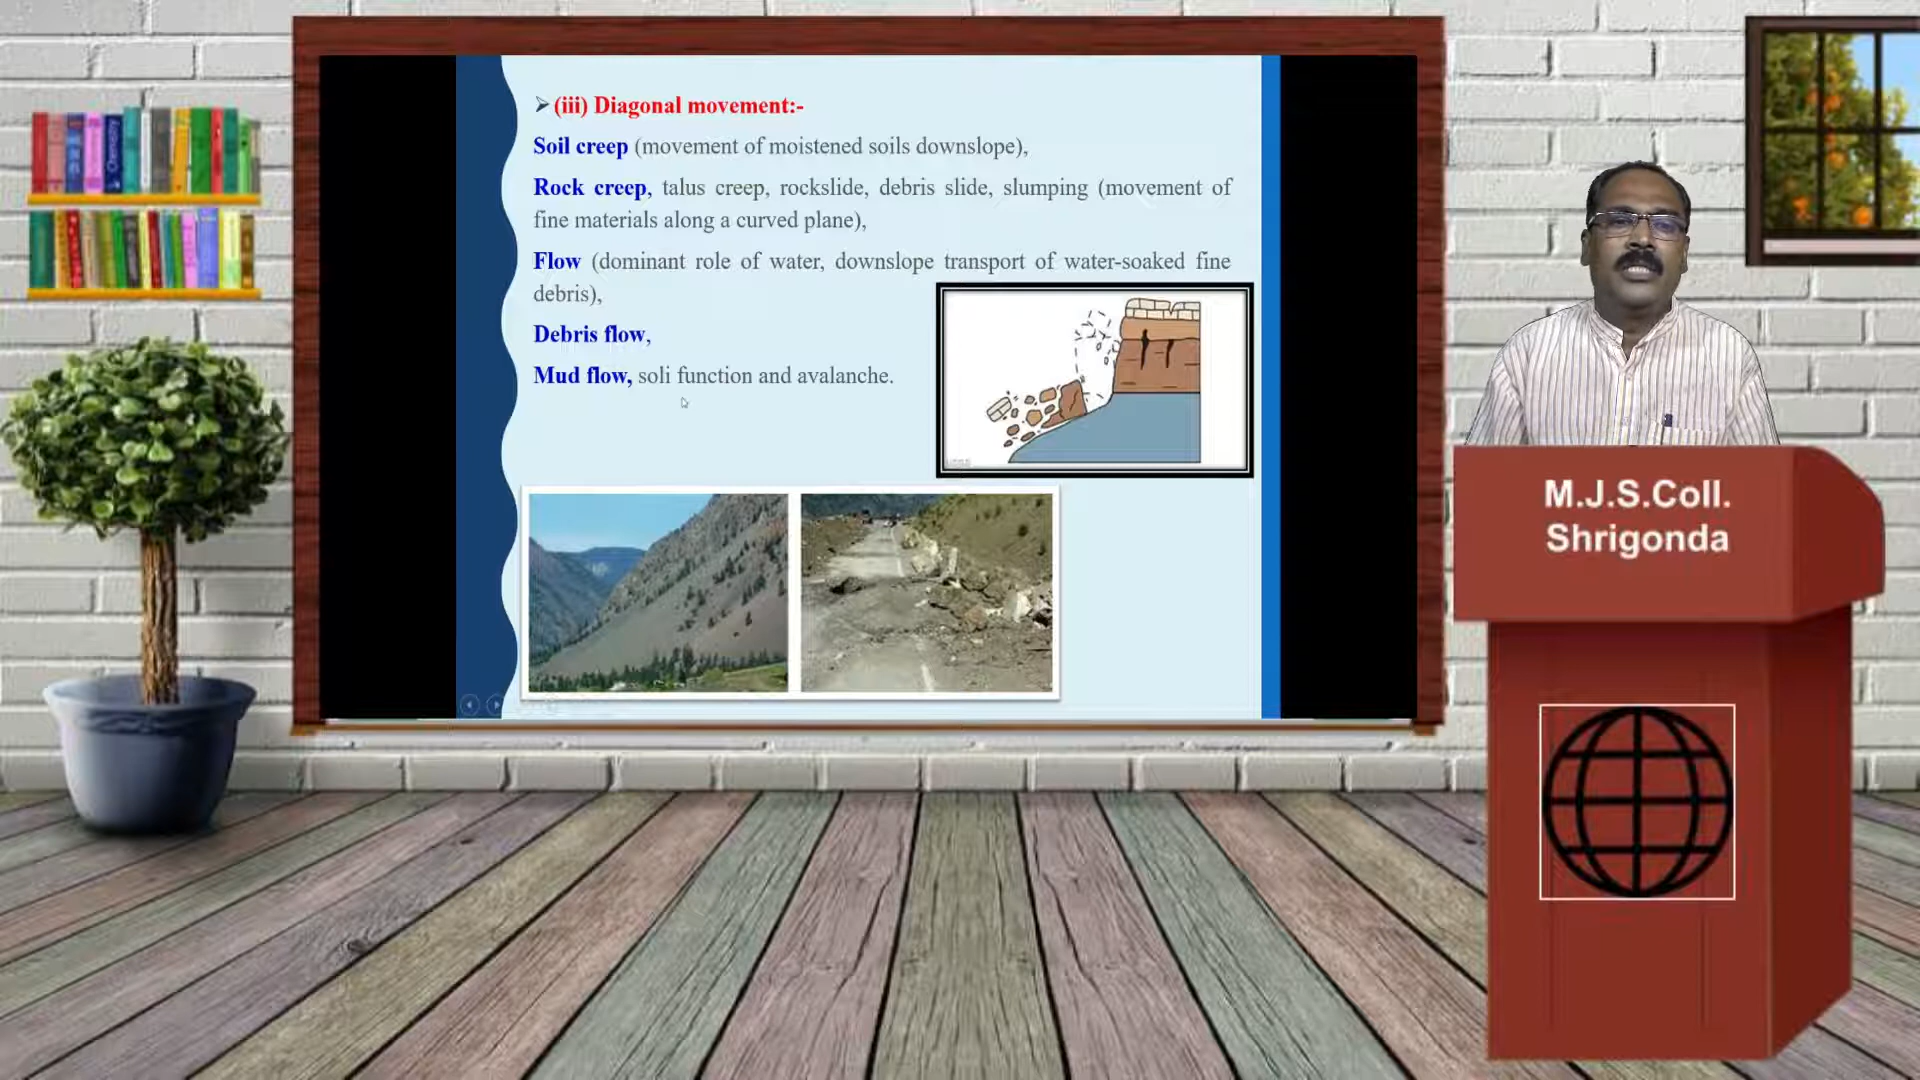 (iii) Diagonal movement:-
Soil creep (movement of moistened soils downslope),
Rock creep, talus creep, rockslide, debris slide, slumping (movement of
fine materials along a curved plane),
Flow (dominant role of water, downslope transport of water-soaked fine
debris),
Debris flow,
Mud flow, soli function and avalanche.
M.J.S.Coll.
Shrigonda
Chemistry